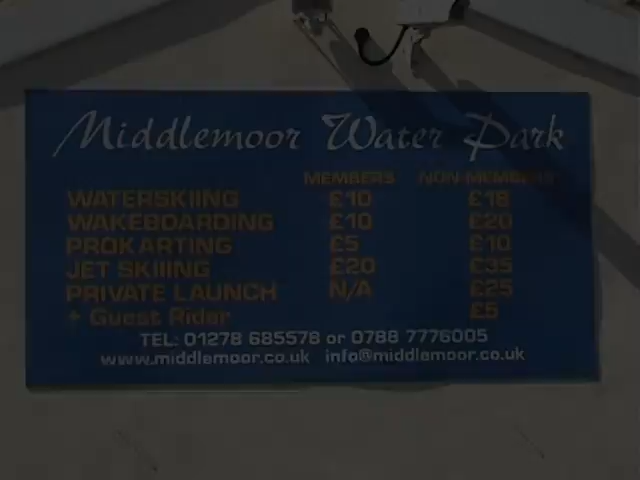 Middlemoor Water Park
MEMBERS NON-MEMBERS
WATERSKIING £10 £18
WAKEBOARDING £10 £20
PROKARTING £5 £10
JET SKIIING £20 £35
PRIVATE LAUNCH N/A £25
+ Guest Rider £5
TEL: 01278 685578 or 0788 7776005
www.middlemoor.co.uk info@middlemoor.co.uk